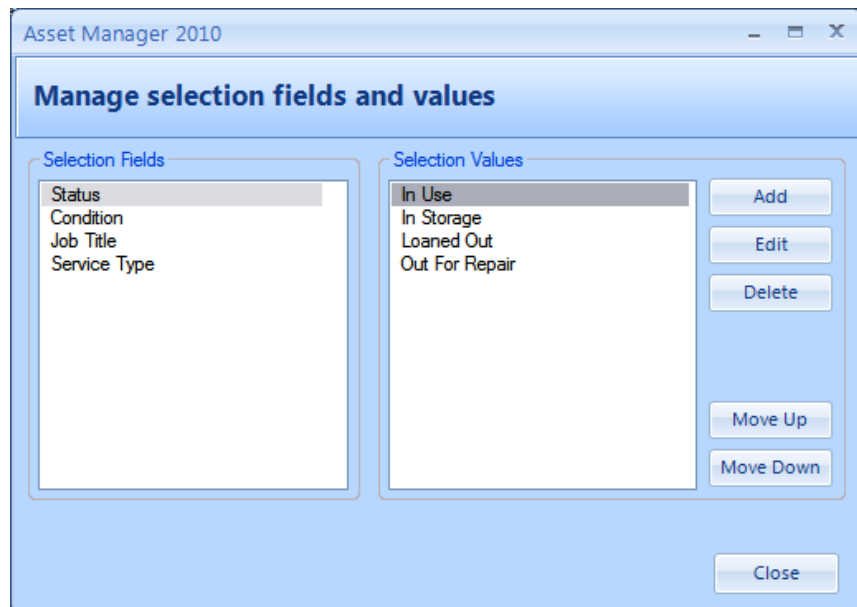 Asset Manager 2010
Manage selection fields and values
Selection Fields
Status
Condition
Job Title
Service Type
Selection Values
In Use
In Storage
Loaned Out
Out For Repair
Add
Edit
Delete
Move Up
Move Down
Close